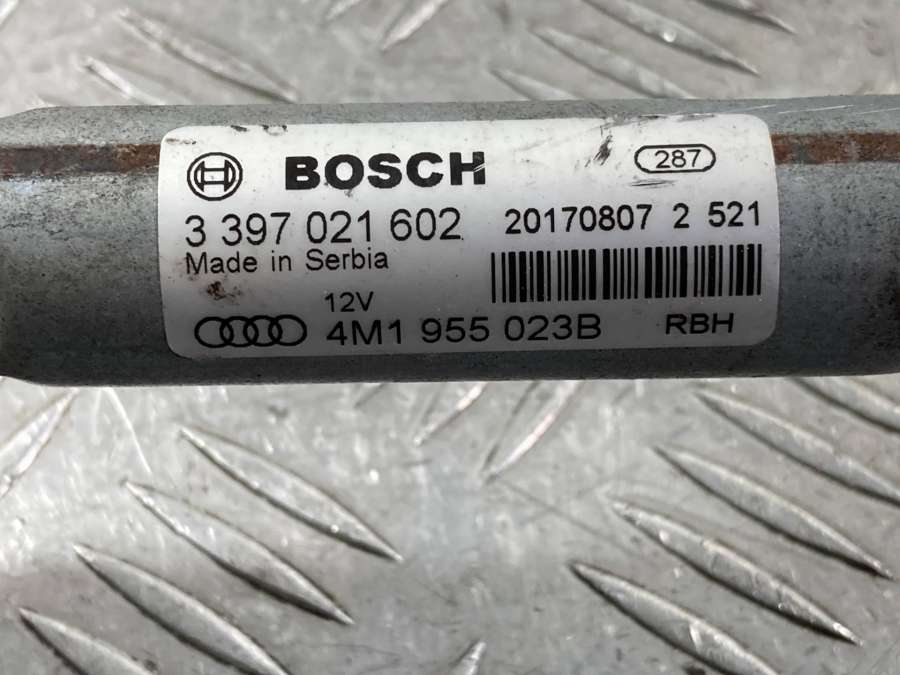 BOSCH 287
3 397 021 602 20170807 2 521
Made in Serbia
12V
4M1 955 023B RBH